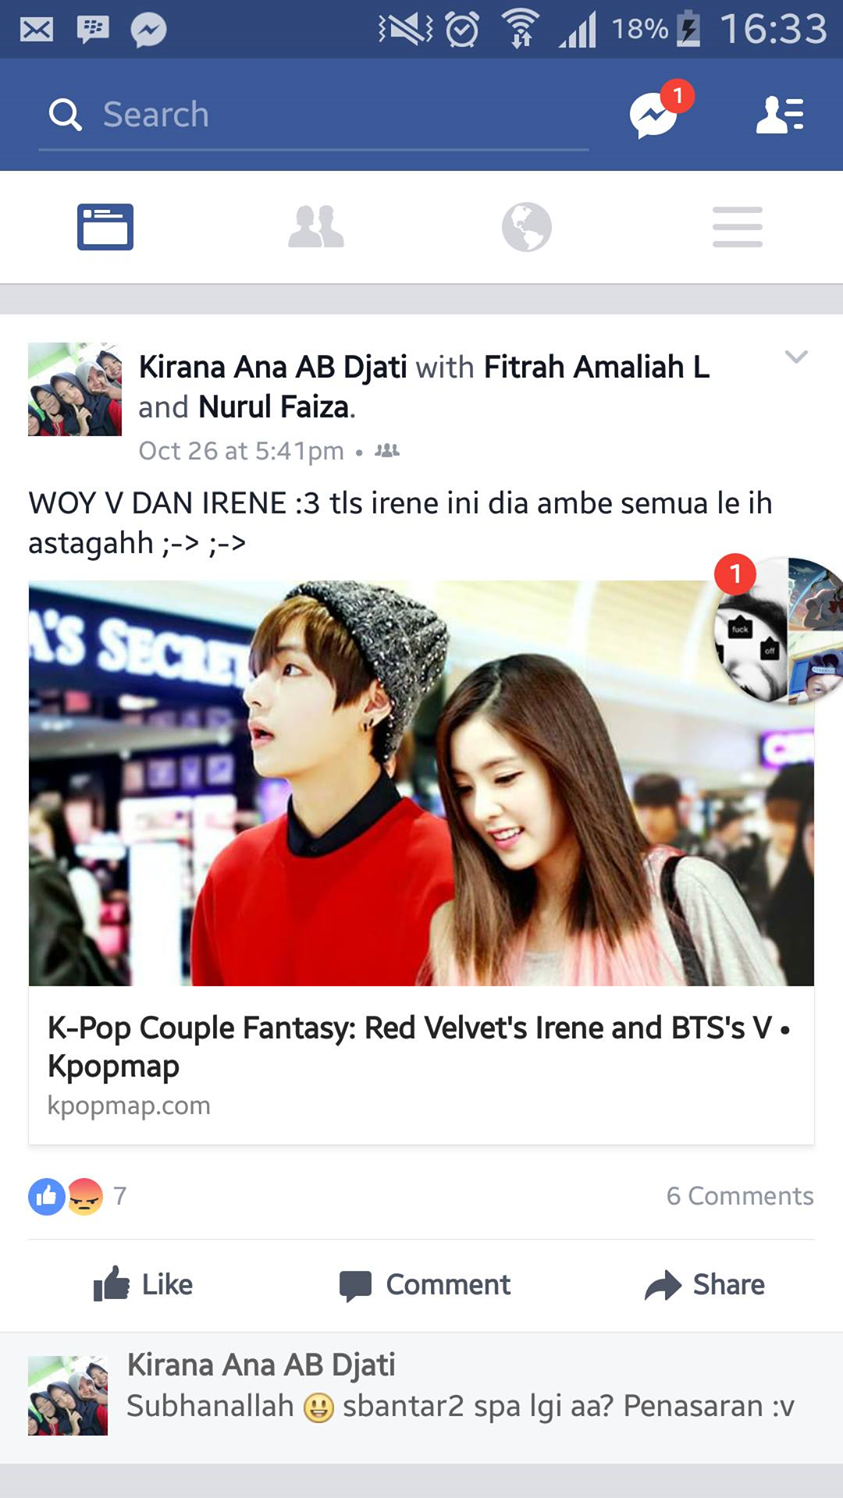 18% 16:33
Search
1
Kirana Ana AB Djati with Fitrah Amaliah L
and Nurul Faiza.
Oct 26 at 5:41pm •
WOY V DAN IRENE :3 tls irene ini dia ambe semua le ih
astagahh ;-> ;->
1
fuck
off
A'S SECRET
K-Pop Couple Fantasy: Red Velvet's Irene and BTS's V •
Kpopmap
kpopmap.com
7
6 Comments
Like
Comment
Share
Kirana Ana AB Djati
Subhanallah 😃 sbantar2 spa lgi aa? Penasaran :v